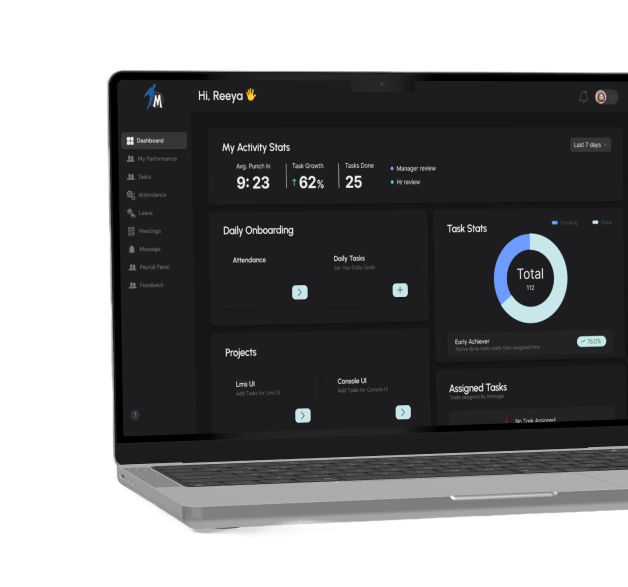 M
Hi, Reeya 👋
Dashboard
My Performance
Tasks
Attendance
Leave
Meetings
Message
Payroll Panel
Feedback
My Activity Stats
Last 7 days
Avg. Punch in
9:23
Task Growth
↑62%
Tasks Done
25
Manager review
Hr review
Daily Onboarding
Attendance
Daily Tasks
Set Your Daily Goals
Task Stats
Pending
Done
Total
112
Early Achiever
You've done tasks early then assigned time
78.0%
Projects
Lms UI
Add Tasks for Lms UI
Console UI
Add Tasks for Console UI
Assigned Tasks
Tasks assigned By Manager
Assigned